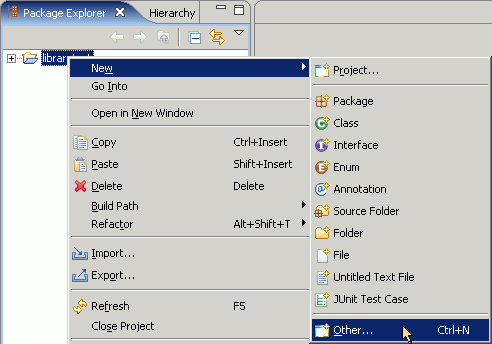 Package Explorer Hierarchy
New
Go Into
Open in New Window
Copy Ctrl+Insert
Paste Shift+Insert
Delete Delete
Build Path
Refactor Alt+Shift+T
Import...
Export...
Refresh F5
Close Project
Project...
Package
Class
Interface
Enum
Annotation
Source Folder
Folder
File
Untitled Text File
JUnit Test Case
Other... Ctrl+N